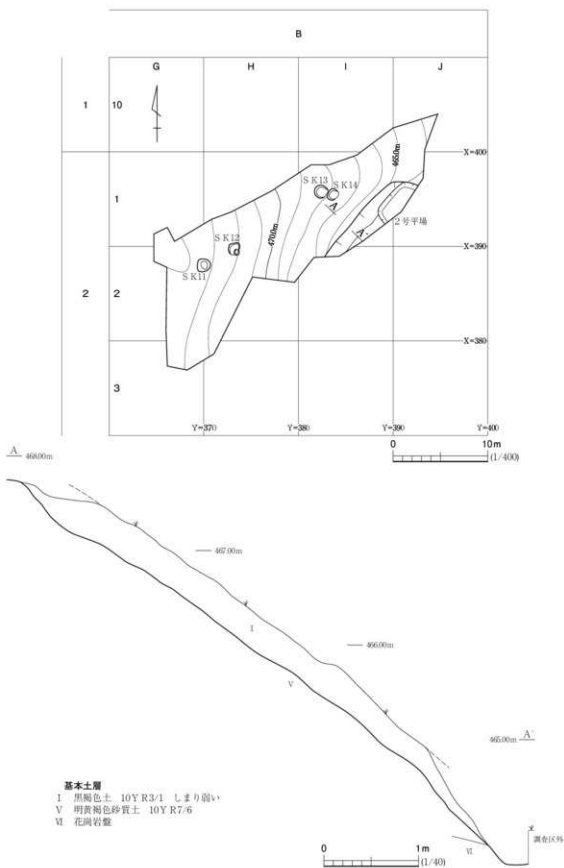 B
G H I J
1 10
X=400
465.0m
SK13
SK14
A
1
2号平場
A´
470.0m
SK12
X=390
SK11
2 2
X=380
3
Y=370 Y=380 Y=390 Y=400
0 10m
(1/400)
A 468.00m
467.00m
I
466.00m
V
465.00m A´
基本土層
I 黒褐色土 10YR3/1 しまり弱い
V 明黄褐色砂質土 10YR7/6
Ⅵ 花崗岩盤
Ⅵ
調査区外
0 1m
(1/40)